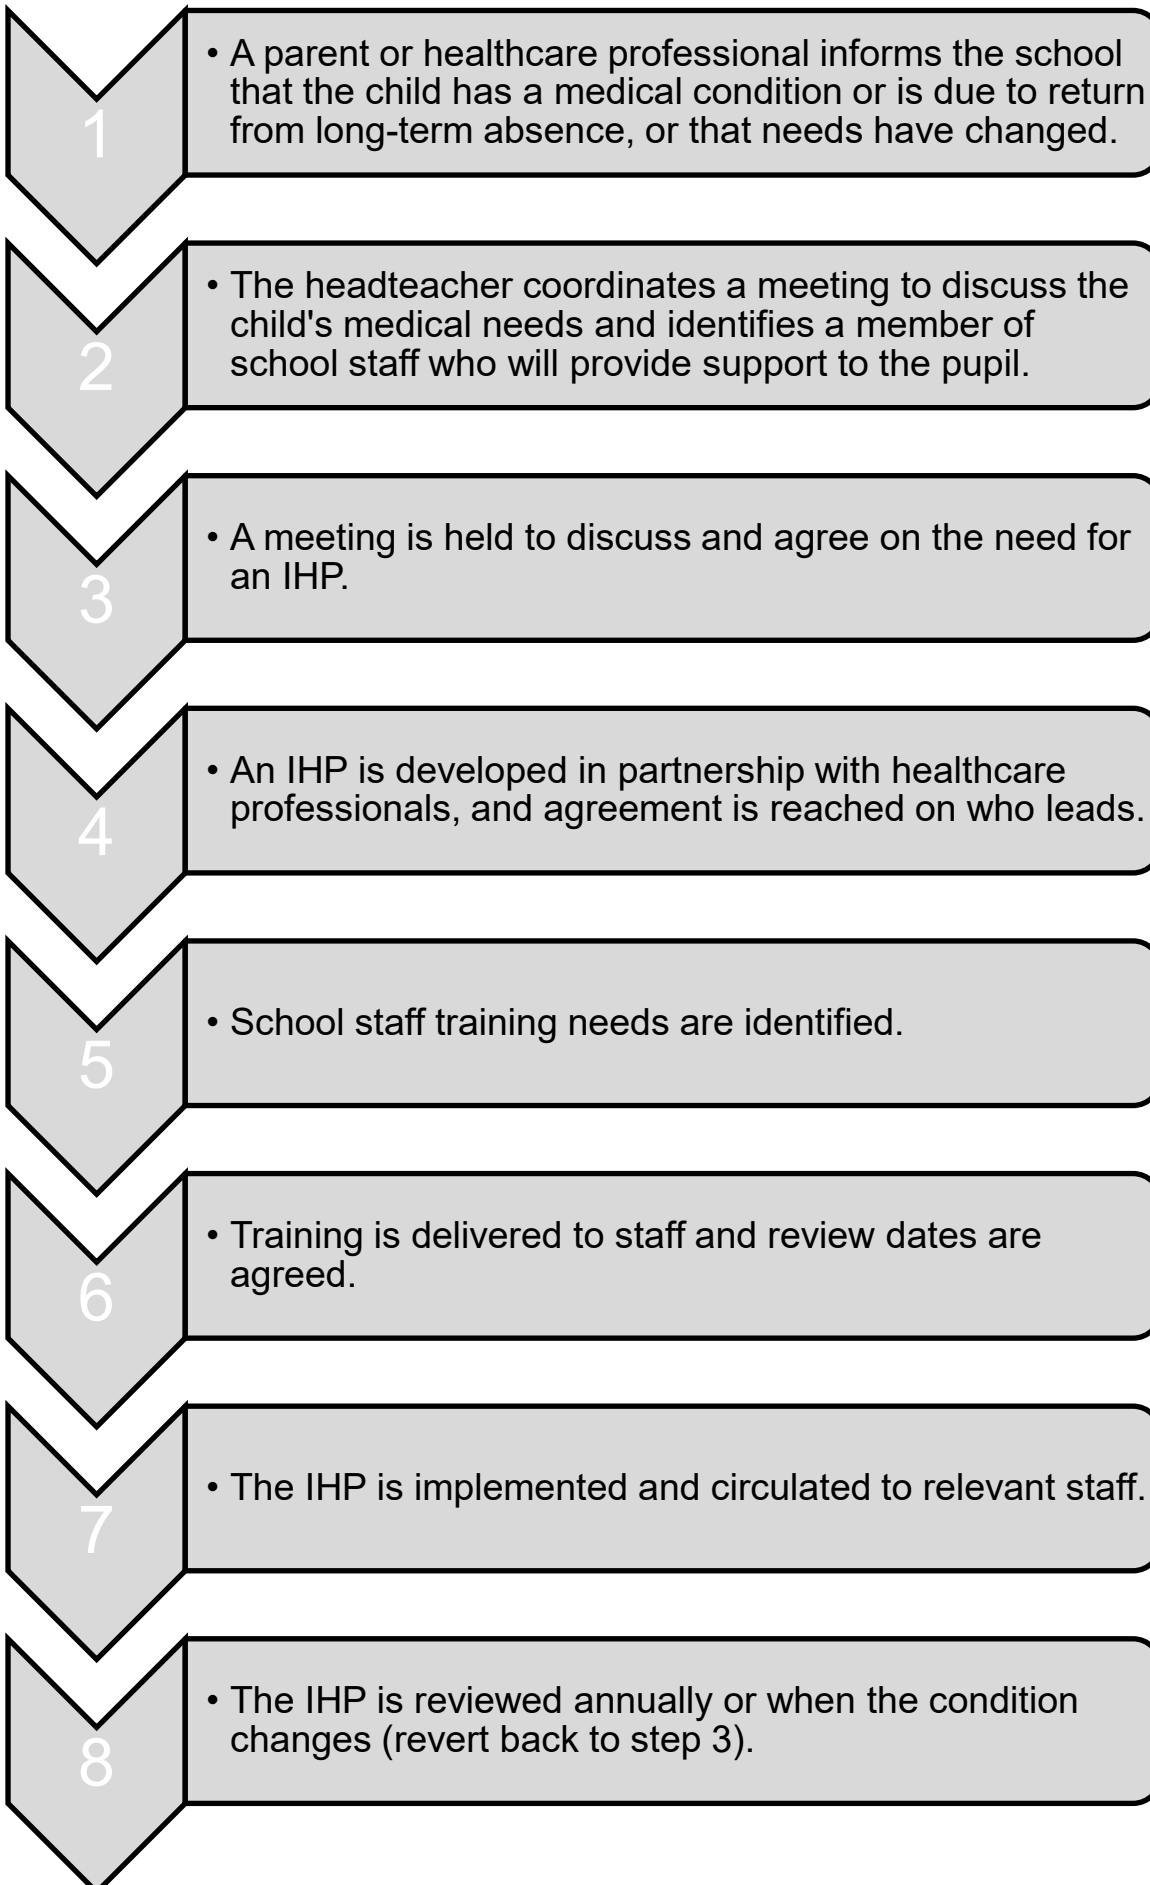 1
• A parent or healthcare professional informs the school
that the child has a medical condition or is due to return
from long-term absence, or that needs have changed.
2
• The headteacher coordinates a meeting to discuss the
child's medical needs and identifies a member of
school staff who will provide support to the pupil.
3
• A meeting is held to discuss and agree on the need for
an IHP.
4
• An IHP is developed in partnership with healthcare
professionals, and agreement is reached on who leads.
5
• School staff training needs are identified.
6
• Training is delivered to staff and review dates are
agreed.
7
• The IHP is implemented and circulated to relevant staff.
8
• The IHP is reviewed annually or when the condition
changes (revert back to step 3).